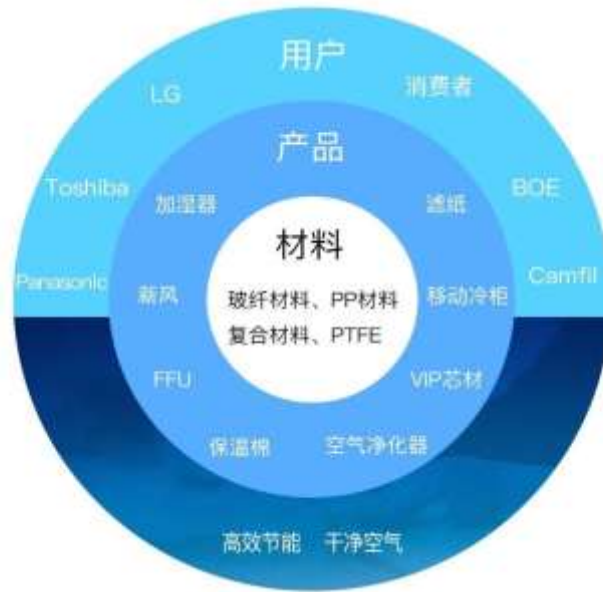 用户
LG
消费者
Toshiba
BOE
Panasonic
Camfil
产品
加湿器
滤纸
新风
移动冷柜
FFU
VIP芯材
保温棉
空气净化器
材料
玻纤材料、PP材料
复合材料、PTFE
高效节能 干净空气